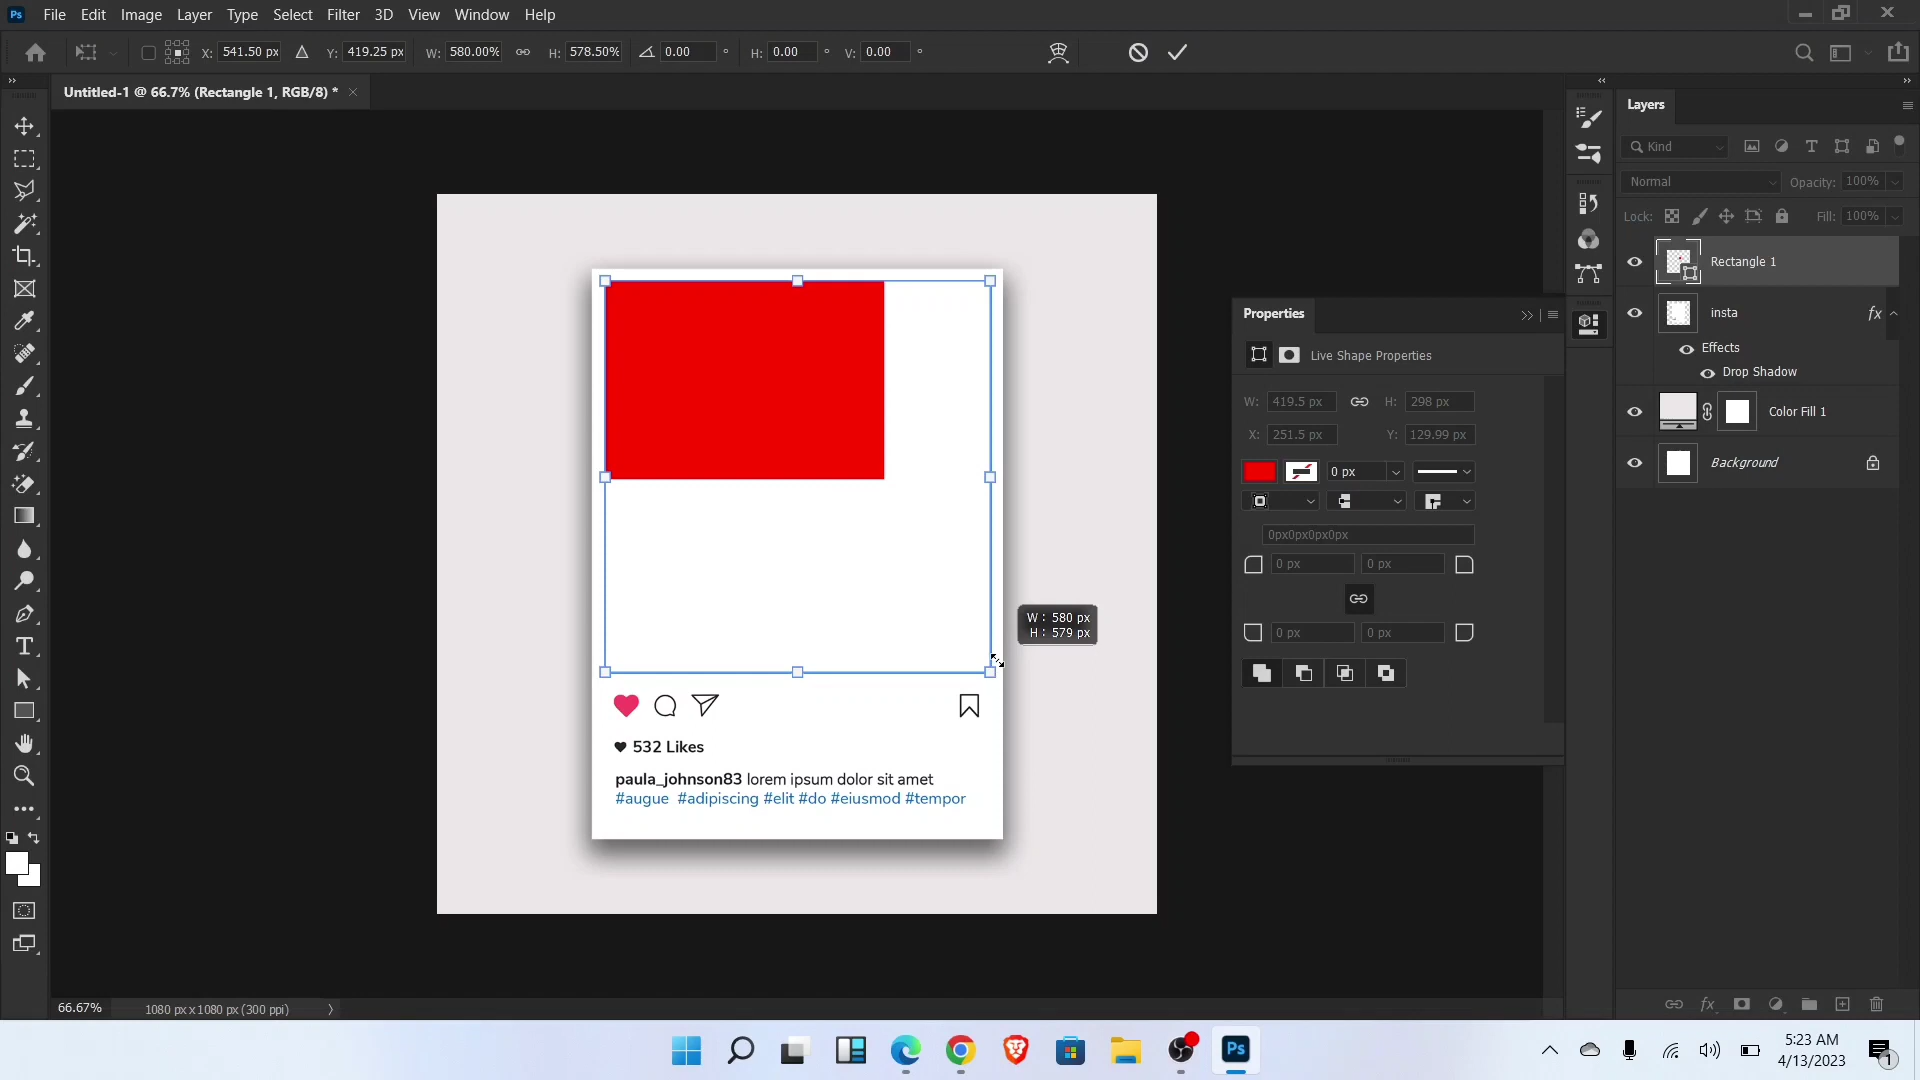 Ps File Edit Image Layer Type Select Filter 3D View Window Help
X: 541.50 px Y: 419.25 px W: 580.00% H: 578.50% 0.00 ° H: 0.00 ° V: 0.00 °
Untitled-1 @ 66.7% (Rectangle 1, RGB/8) *
Layers
Kind
Normal Opacity: 100%
Lock: Fill: 100%
Rectangle 1
insta fx
Effects
Drop Shadow
Color Fill 1
Background
Properties
Live Shape Properties
W: 419.5 px H: 298 px
X: 251.5 px Y: 129.99 px
0 px
0px0px0px0px
0 px 0 px
0 px 0 px
W: 580 px
H: 579 px
532 Likes
paula_johnson83 lorem ipsum dolor sit amet
#augue #adipiscing #elit #do #eiusmod #tempor
66.67% 1080 px x 1080 px (300 ppi)
fx
Ps
5:23 AM
4/13/2023
1